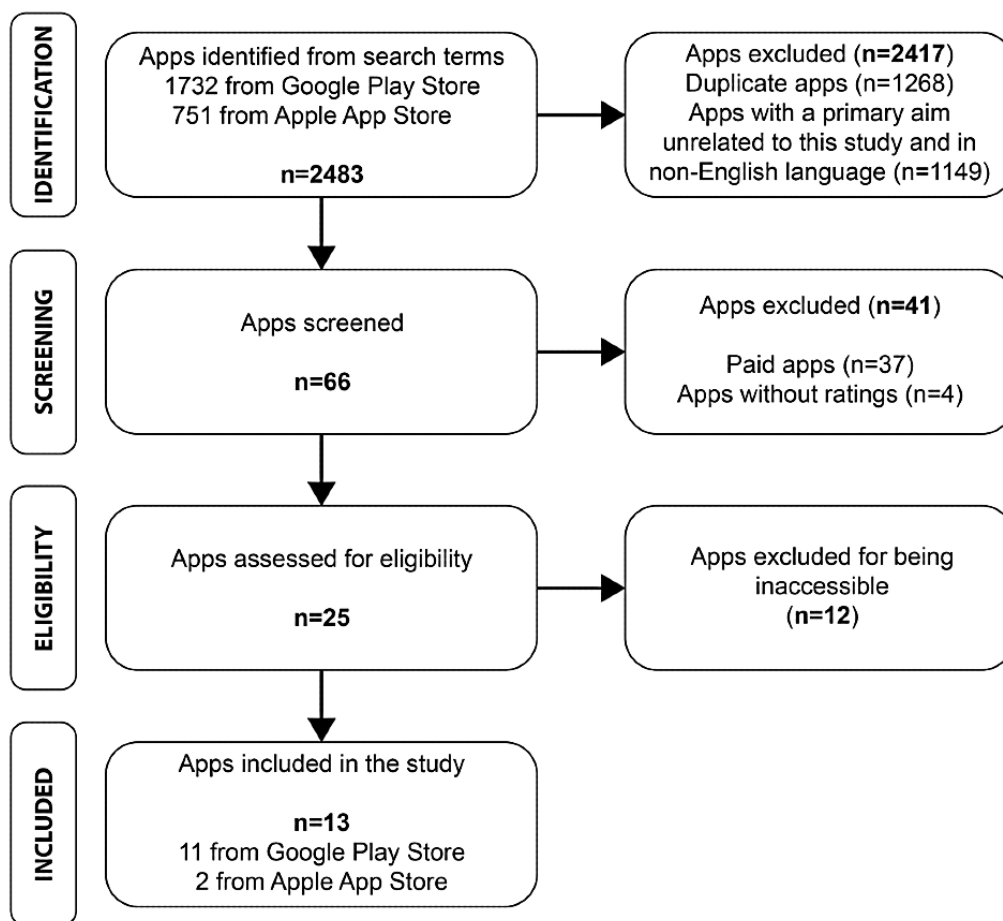 IDENTIFICATION
Apps identified from search terms
1732 from Google Play Store
751 from Apple App Store
n=2483
Apps excluded (n=2417)
Duplicate apps (n=1268)
Apps with a primary aim
unrelated to this study and in
non-English language (n=1149)
SCREENING
Apps screened
n=66
Apps excluded (n=41)
Paid apps (n=37)
Apps without ratings (n=4)
ELIGIBILITY
Apps assessed for eligibility
n=25
Apps excluded for being
inaccessible
(n=12)
INCLUDED
Apps included in the study
n=13
11 from Google Play Store
2 from Apple App Store